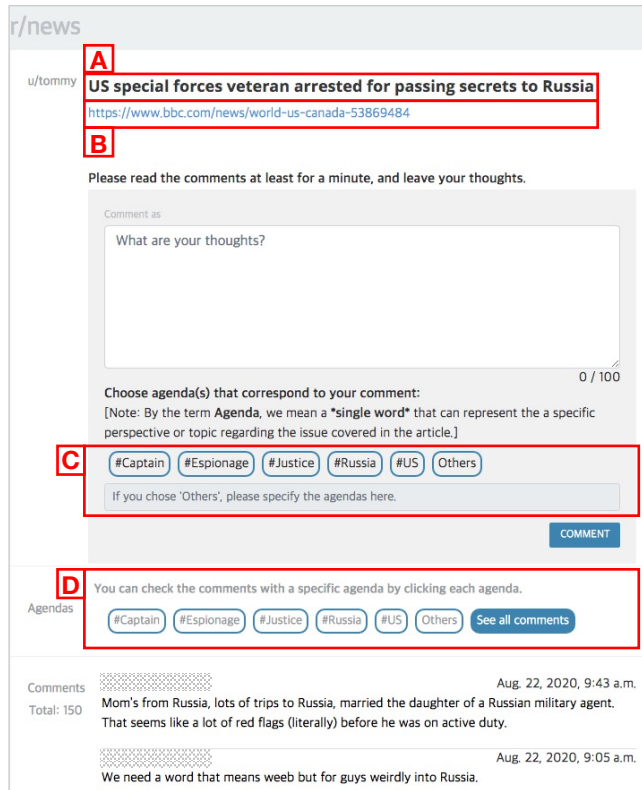 r/news
A
u/tommy
US special forces veteran arrested for passing secrets to Russia
https://www.bbc.com/news/world-us-canada-53869484
B
Please read the comments at least for a minute, and leave your thoughts.
Comment as
What are your thoughts?
0 / 100
Choose agenda(s) that correspond to your comment:
[Note: By the term Agenda, we mean a *single word* that can represent the a specific
perspective or topic regarding the issue covered in the article.]
C
#Captain #Espionage #Justice #Russia #US Others
If you chose 'Others', please specify the agendas here.
COMMENT
D
You can check the comments with a specific agenda by clicking each agenda.
Agendas
#Captain #Espionage #Justice #Russia #US Others See all comments
Comments
Total: 150
Aug. 22, 2020, 9:43 a.m.
Mom's from Russia, lots of trips to Russia, married the daughter of a Russian military agent.
That seems like a lot of red flags (literally) before he was on active duty.
Aug. 22, 2020, 9:05 a.m.
We need a word that means weeb but for guys weirdly into Russia.